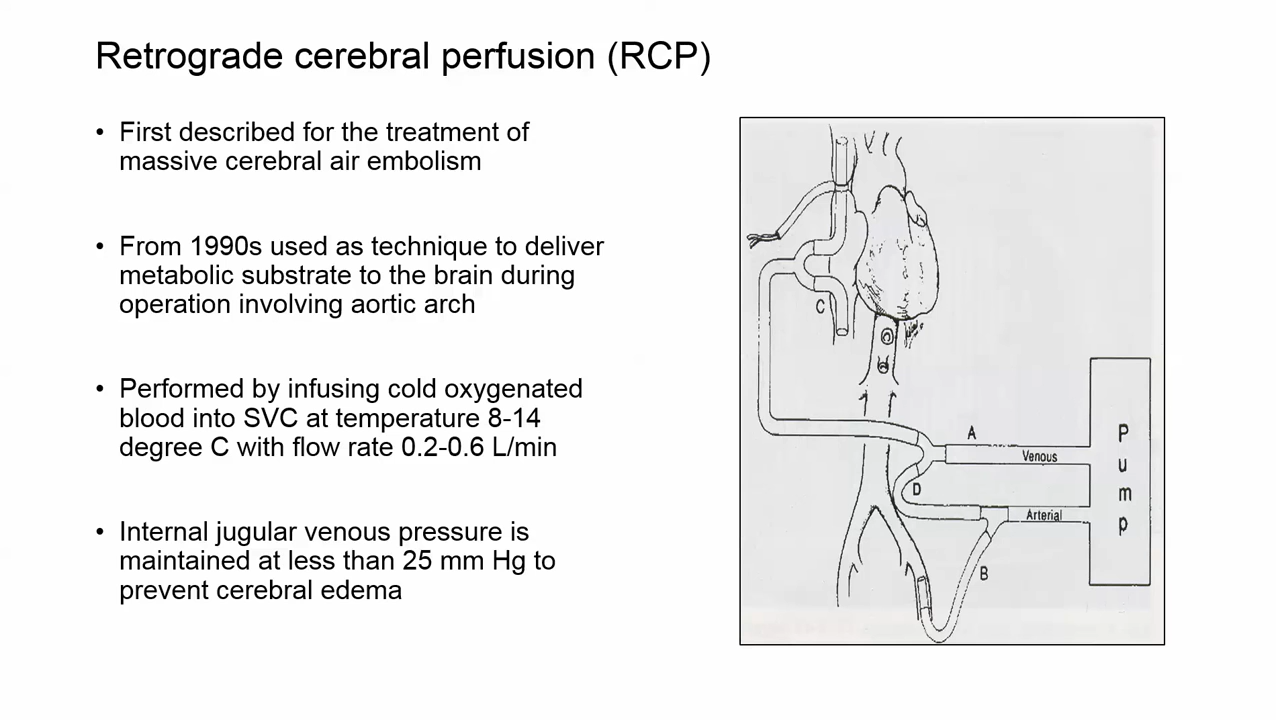 Retrograde cerebral perfusion (RCP)
• First described for the treatment of
massive cerebral air embolism
• From 1990s used as technique to deliver
metabolic substrate to the brain during
operation involving aortic arch
• Performed by infusing cold oxygenated
blood into SVC at temperature 8-14
degree C with flow rate 0.2-0.6 L/min
• Internal jugular venous pressure is
maintained at less than 25 mm Hg to
prevent cerebral edema
C
A
Venous
D
Arterial
B
Pump